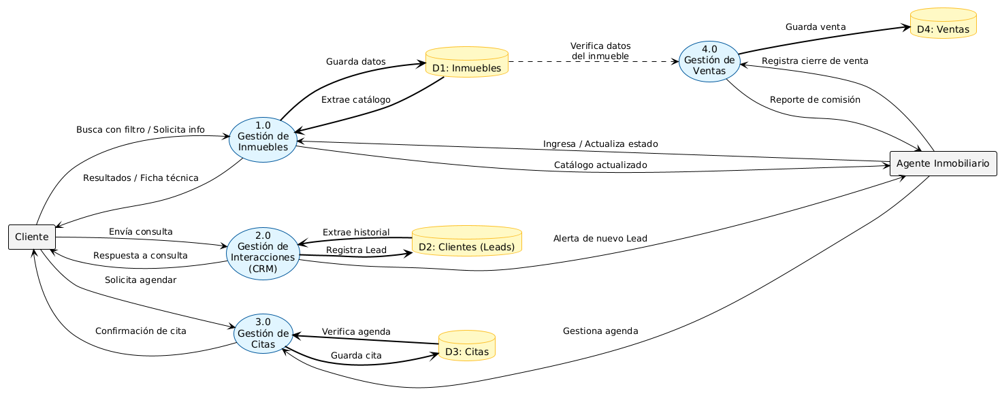 Guarda venta
D4: Ventas
Verifica datos
del inmueble
4.0
Gestión de
Ventas
Registra cierre de venta
Guarda datos
D1: Inmuebles
Extrae catálogo
Reporte de comisión
Busca con filtro / Solicita info
1.0
Gestión de
Inmuebles
Ingresa / Actualiza estado
Catálogo actualizado
Agente Inmobiliario
Resultados / Ficha técnica
Cliente
Envía consulta
Respuesta a consulta
2.0
Gestión de
Interacciones
(CRM)
Extrae historial
Registra Lead
D2: Clientes (Leads)
Alerta de nuevo Lead
Solicita agendar
Confirmación de cita
3.0
Gestión de
Citas
Verifica agenda
Guarda cita
D3: Citas
Gestiona agenda